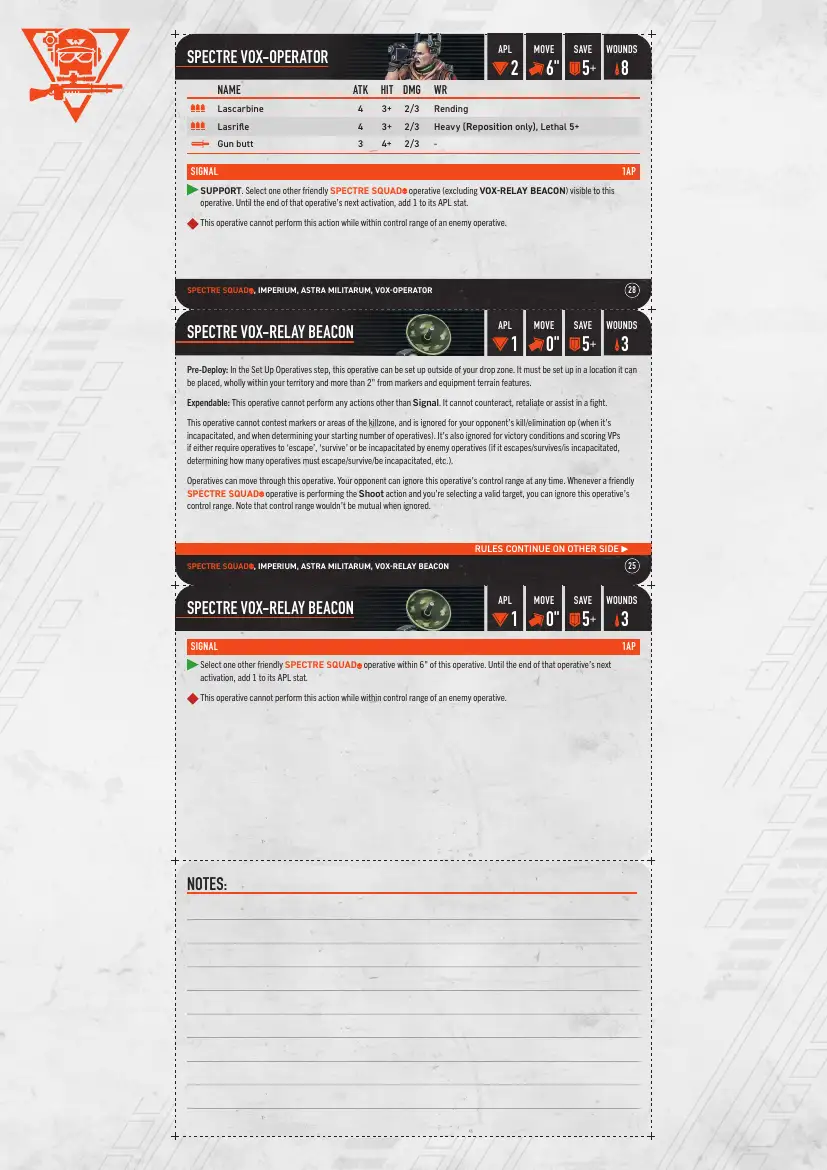 SPECTRE VOX-OPERATOR
APL MOVE SAVE WOUNDS
2 6" 5+ 8
NAME ATK HIT DMG WR
Lascarbine 4 3+ 2/3 Rending
Lasrifle 4 3+ 2/3 Heavy (Reposition only), Lethal 5+
Gun butt 3 4+ 2/3 -
SIGNAL 1AP
SUPPORT. Select one other friendly SPECTRE SQUAD operative (excluding VOX-RELAY BEACON) visible to this
operative. Until the end of that operative's next activation, add 1 to its APL stat.
This operative cannot perform this action while within control range of an enemy operative.
SPECTRE SQUAD, IMPERIUM, ASTRA MILITARUM, VOX-OPERATOR 28
SPECTRE VOX-RELAY BEACON
APL MOVE SAVE WOUNDS
1 0" 5+ 3
Pre-Deploy: In the Set Up Operatives step, this operative can be set up outside of your drop zone. It must be set up in a location it can
be placed, wholly within your territory and more than 2" from markers and equipment terrain features.
Expendable: This operative cannot perform any actions other than Signal. It cannot counteract, retaliate or assist in a fight.
This operative cannot contest markers or areas of the killzone, and is ignored for your opponent's kill/elimination op (when it's
incapacitated, and when determining your starting number of operatives). It's also ignored for victory conditions and scoring VPs
if either require operatives to 'escape', 'survive' or be incapacitated by enemy operatives (if it escapes/survives/is incapacitated,
determining how many operatives must escape/survive/be incapacitated, etc.).
Operatives can move through this operative. Your opponent can ignore this operative's control range at any time. Whenever a friendly
SPECTRE SQUAD operative is performing the Shoot action and you're selecting a valid target, you can ignore this operative's
control range. Note that control range wouldn't be mutual when ignored.
RULES CONTINUE ON OTHER SIDE ▶
SPECTRE SQUAD, IMPERIUM, ASTRA MILITARUM, VOX-RELAY BEACON 25
SPECTRE VOX-RELAY BEACON
APL MOVE SAVE WOUNDS
1 0" 5+ 3
SIGNAL 1AP
Select one other friendly SPECTRE SQUAD operative within 6" of this operative. Until the end of that operative's next
activation, add 1 to its APL stat.
This operative cannot perform this action while within control range of an enemy operative.
NOTES: